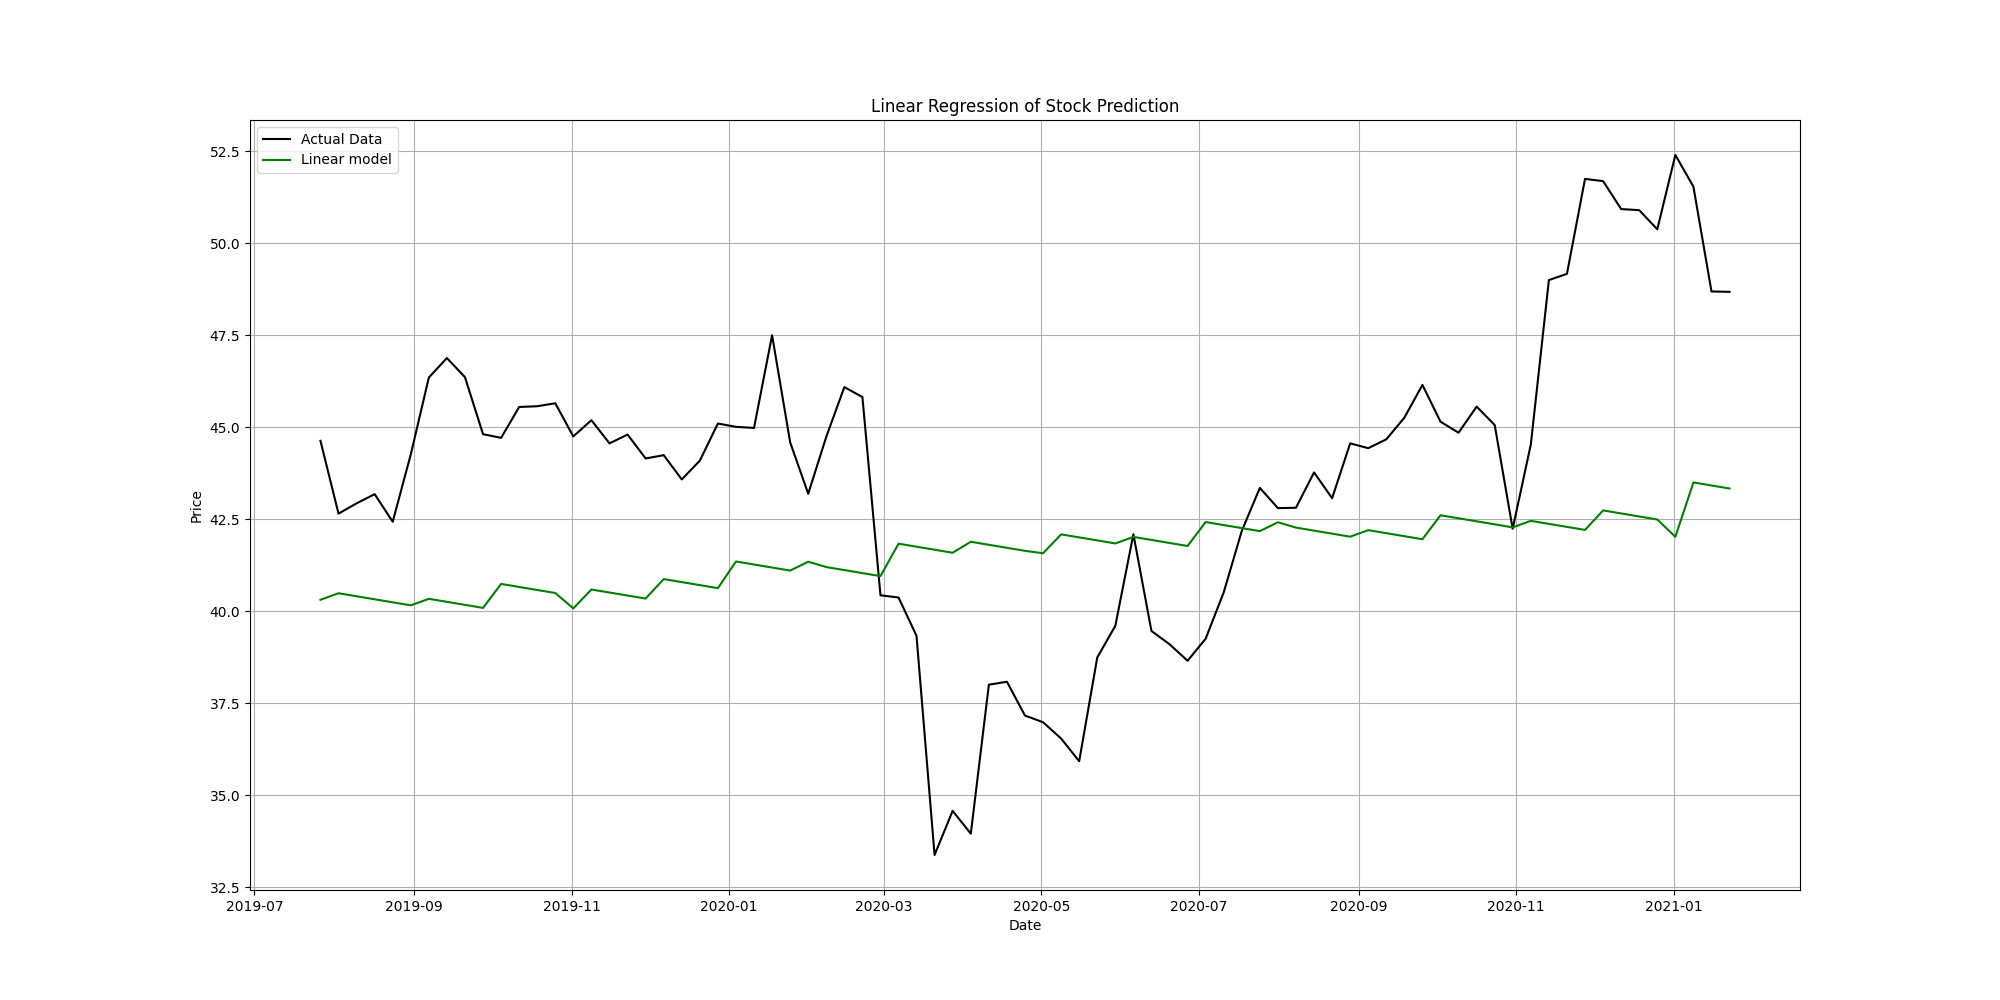 Linear Regression of Stock Prediction
Actual Data
Linear model
52.5
50.0
47.5
45.0
42.5
40.0
37.5
35.0
32.5
Price
2019-07 2019-09 2019-11 2020-01 2020-03 2020-05 2020-07 2020-09 2020-11 2021-01
Date